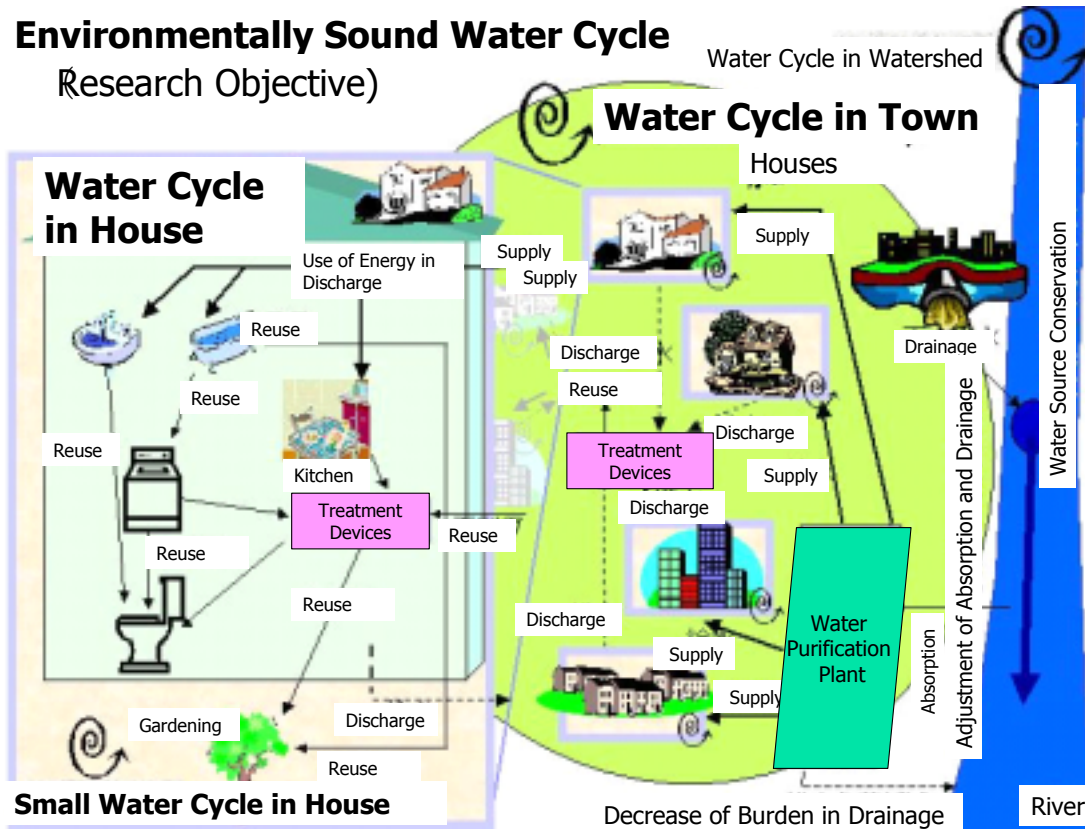 Environmentally Sound Water Cycle
(Research Objective)
Water Cycle in Watershed
Water Cycle in Town
Houses
Water Cycle
in House
Use of Energy in
Discharge
Supply
Supply
Supply
Reuse
Reuse
Reuse
Kitchen
Treatment
Devices
Reuse
Reuse
Reuse
Gardening
Discharge
Reuse
Small Water Cycle in House
Discharge
Reuse
Discharge
Treatment
Devices
Supply
Discharge
Discharge
Supply
Supply
Water
Purification
Plant
Drainage
Absorption
Adjustment of Absorption and Drainage
Water Source Conservation
Decrease of Burden in Drainage
River